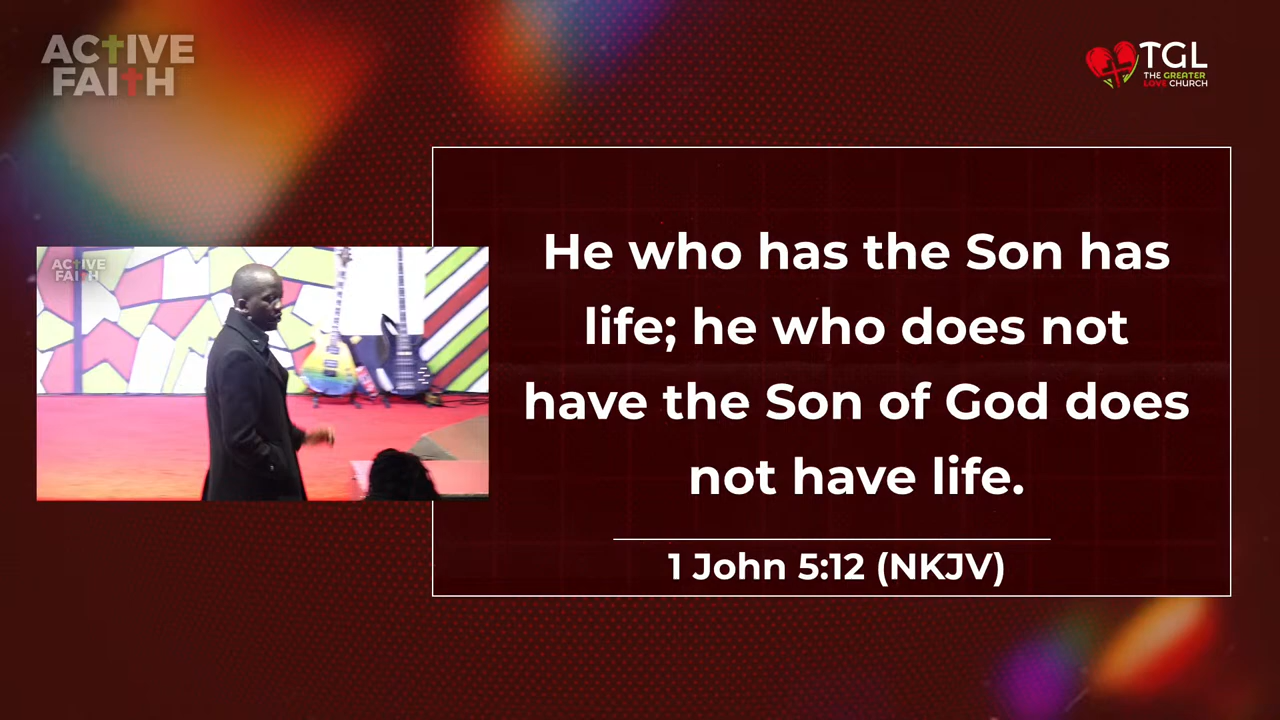 ACTIVE
FAITH
TGL
THE GREATER
LOVE CHURCH
ACTIVE
FAITH
He who has the Son has
life; he who does not
have the Son of God does
not have life.
1 John 5:12 (NKJV)